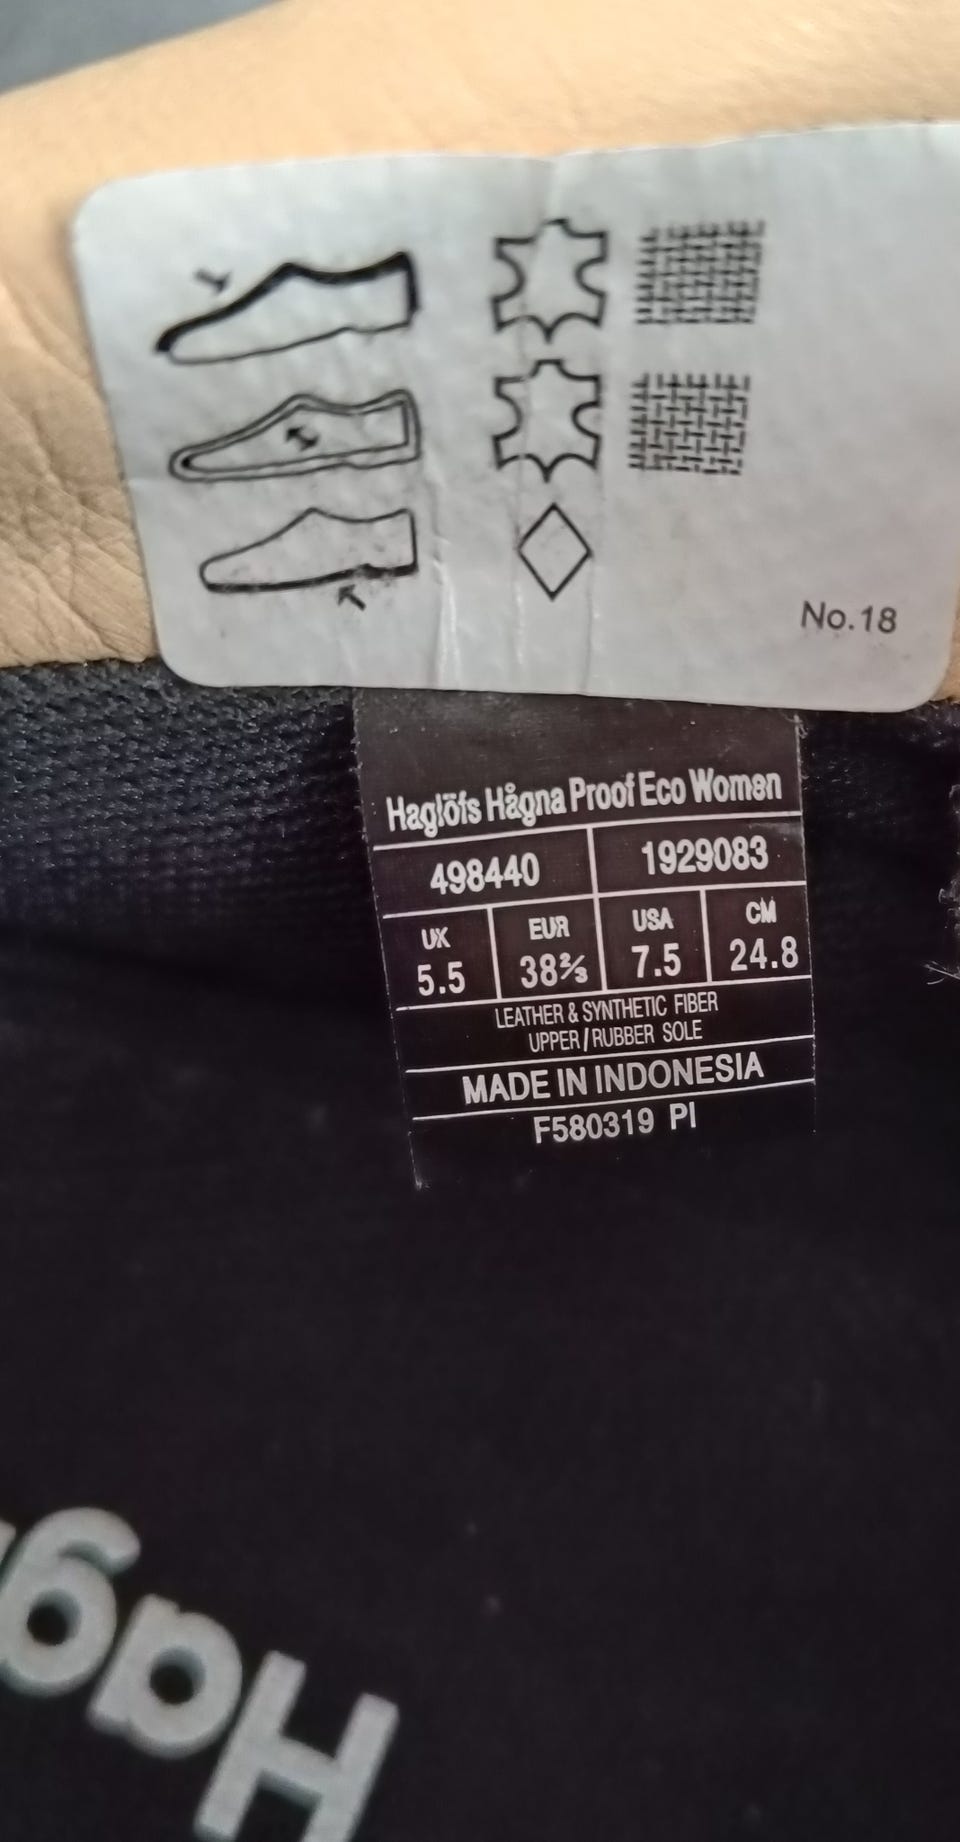 No.18
Haglöfs Hågna Proof Eco Women
498440 1929083
UK EUR USA CM
5.5 38⅔ 7.5 24.8
LEATHER & SYNTHETIC FIBER
UPPER/RUBBER SOLE
MADE IN INDONESIA
F580319 PI
Hag